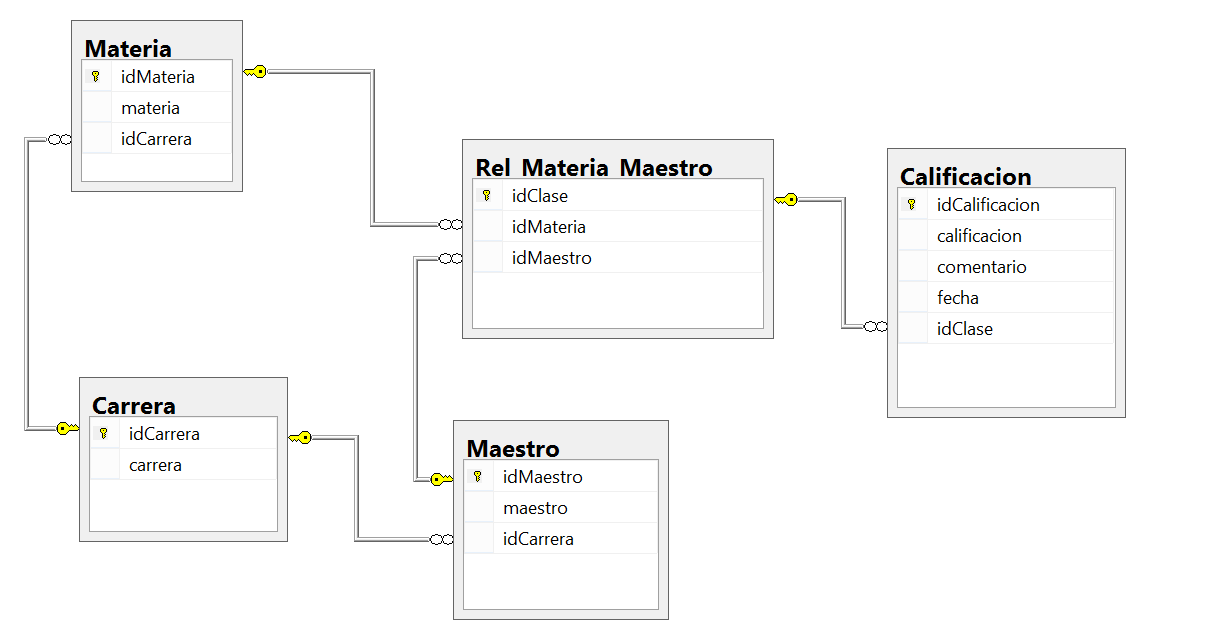 Materia
idMateria
materia
idCarrera
Rel_Materia_Maestro
idClase
idMateria
idMaestro
Calificacion
idCalificacion
calificacion
comentario
fecha
idClase
Carrera
idCarrera
carrera
Maestro
idMaestro
maestro
idCarrera